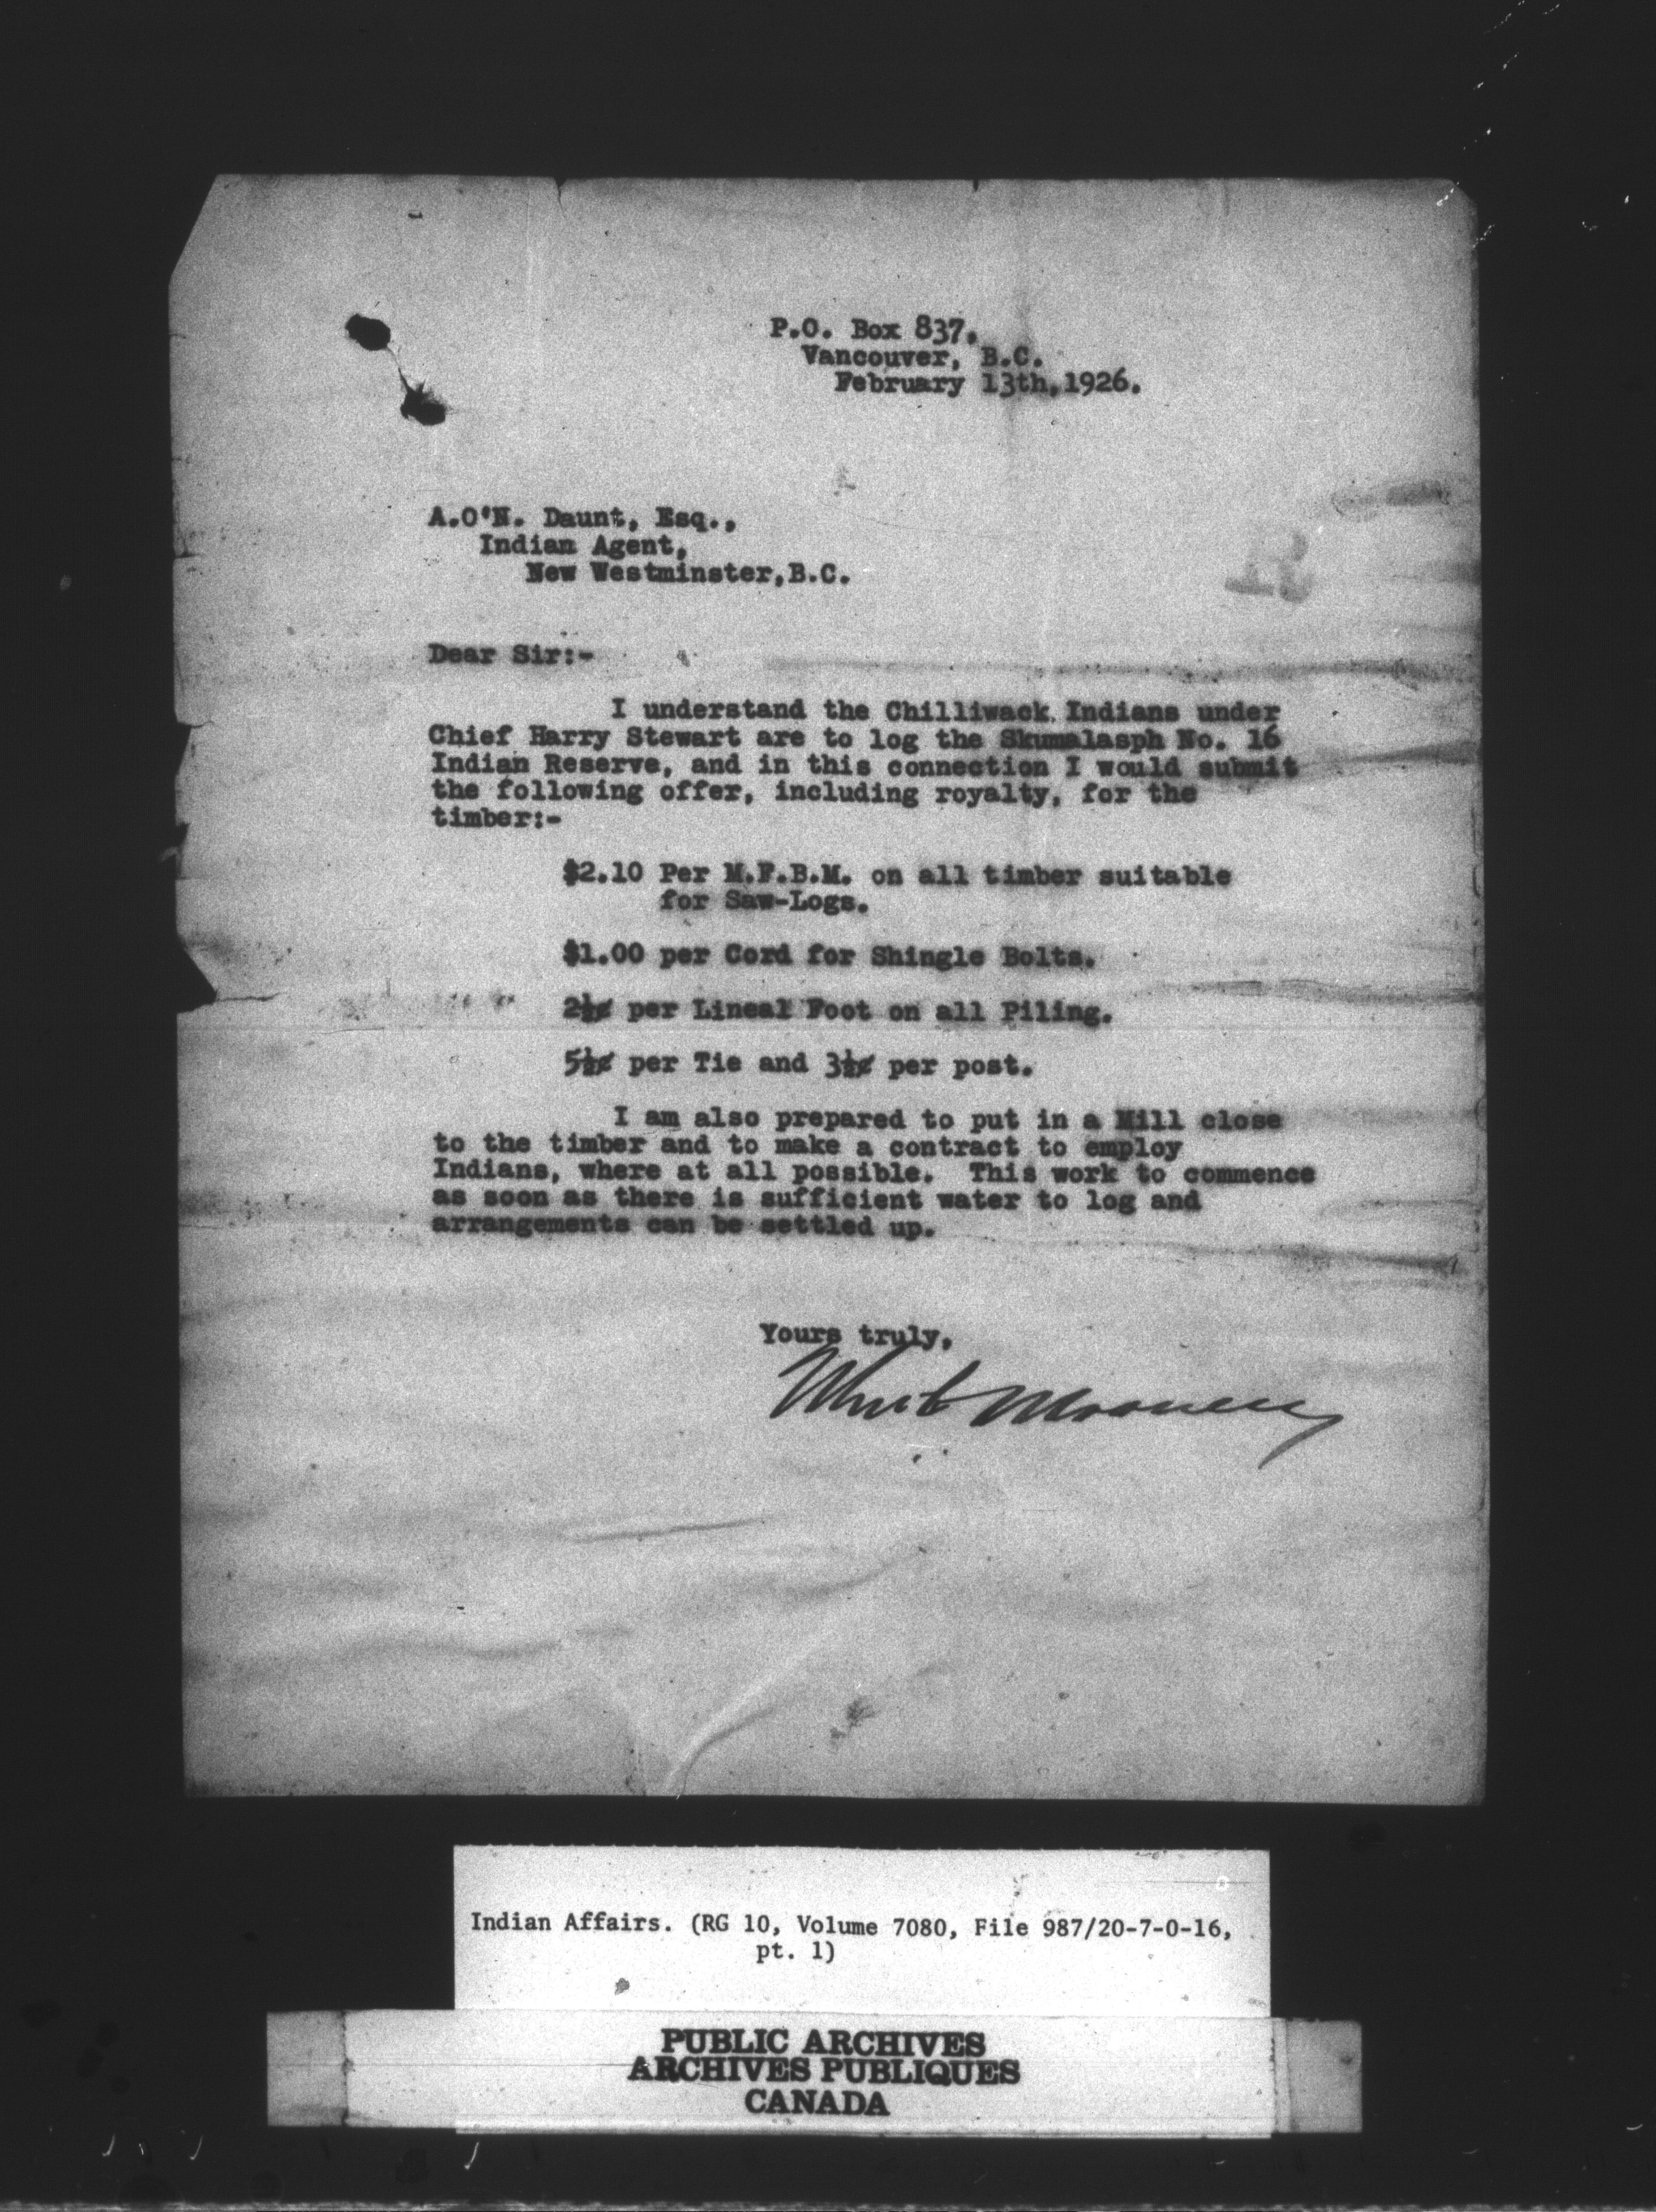 P.O. Box 837,
Vancouver, B.C.
February 13th,1926.
A.O'N. Daunt, Esq.,
Indian Agent,
New Westminster,B.C.
Dear Sir:-
I understand the Chilliwack Indians under
Chief Harry Stewart are to log the Skumalasph No. 16
Indian Reserve, and in this connection I would submit
the following offer, including royalty, for the
timber:-
$2.10 Per M.F.B.M. on all timber suitable
for Saw-Logs.
$1.00 per Cord for Shingle Bolts.
2½¢ per Lineal Foot on all Piling.
5½¢ per Tie and 3½¢ per post.
I am also prepared to put in a Mill close
to the timber and to make a contract to employ
Indians, where at all possible. This work to commence
as soon as there is sufficient water to log and
arrangements can be settled up.
Yours truly,
Mooney
Indian Affairs. (RG 10, Volume 7080, File 987/20-7-0-16,
pt. 1)
PUBLIC ARCHIVES
ARCHIVES PUBLIQUES
CANADA